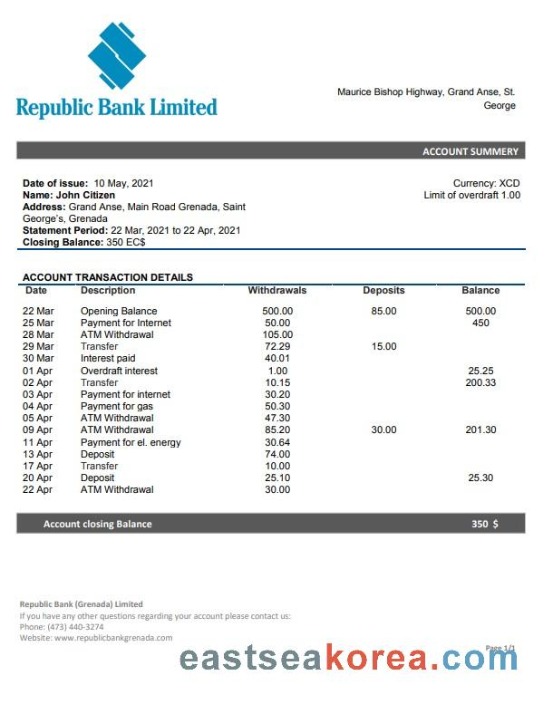 Republic Bank Limited
Maurice Bishop Highway, Grand Anse, St.
George
ACCOUNT SUMMERY
Date of issue: 10 May, 2021
Name: John Citizen
Address: Grand Anse, Main Road Grenada, Saint
George's, Grenada
Statement Period: 22 Mar, 2021 to 22 Apr, 2021
Closing Balance: 350 EC$
Currency: XCD
Limit of overdraft 1.00
ACCOUNT TRANSACTION DETAILS
Date Description Withdrawals Deposits Balance
22 Mar Opening Balance 500.00 85.00 500.00
25 Mar Payment for Internet 50.00 450
28 Mar ATM Withdrawal 105.00
29 Mar Transfer 72.29 15.00
30 Mar Interest paid 40.01
01 Apr Overdraft interest 1.00 25.25
02 Apr Transfer 10.15 200.33
03 Apr Payment for internet 30.20
04 Apr Payment for gas 50.30
05 Apr ATM Withdrawal 47.30
09 Apr ATM Withdrawal 85.20 30.00 201.30
11 Apr Payment for el. energy 30.64
13 Apr Deposit 74.00
17 Apr Transfer 10.00
20 Apr Deposit 25.10 25.30
22 Apr ATM Withdrawal 30.00
Account closing Balance 350 $
Republic Bank (Grenada) Limited
If you have any other questions regarding your account please contact us:
Phone: (473) 440-3274
Website: www.republicbankgrenada.com
Page 1/1
eastseakorea.com